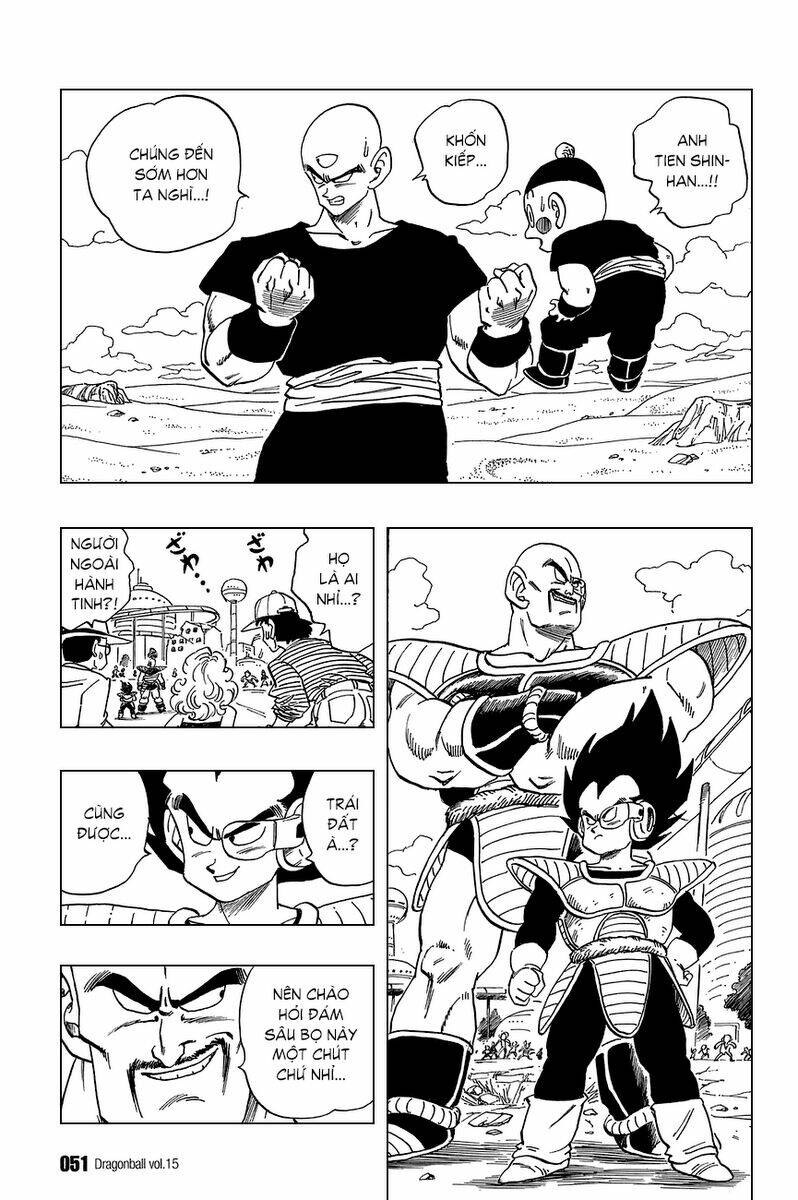 ANH
TIEN SHIN-
HAN...!!
KHỐN
KIẾP...
CHÚNG ĐẾN
SỚM HƠN
TA NGHĨ...!
HỌ
LÀ AI
NHỈ...?
ざわ
ざわ...
NGƯỜI
NGOÀI
HÀNH
TINH?!
TRÁI
ĐẤT
À...?
CŨNG
ĐƯỢC...
NÊN CHÀO
HỎI ĐÁM
SÂU BỌ NÀY
MỘT CHÚT
CHỨ NHỈ...
051 Dragonball vol.15